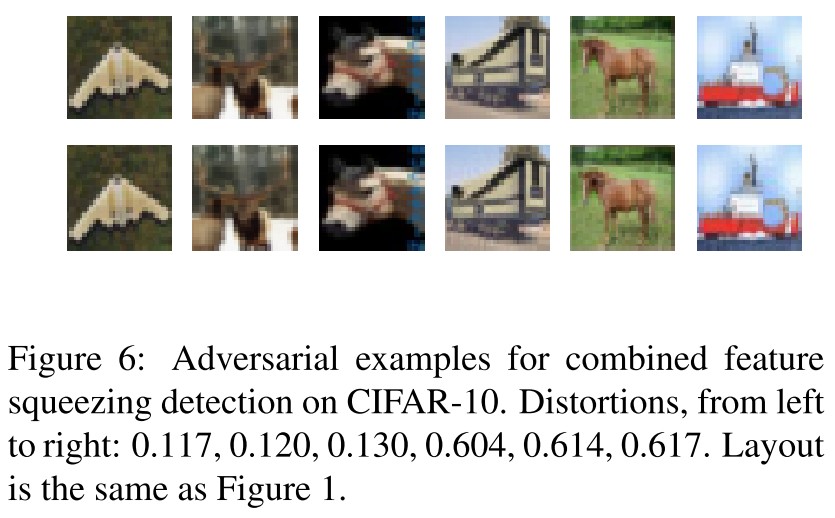 Figure 6: Adversarial examples for combined feature
squeezing detection on CIFAR-10. Distortions, from left
to right: 0.117, 0.120, 0.130, 0.604, 0.614, 0.617. Layout
is the same as Figure 1.